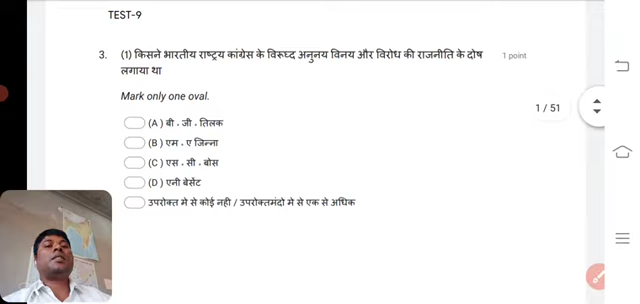 TEST-9
3. (1) किसने भारतीय राष्ट्रय कांग्रेस के विरूध्द अनुनय विनय और विरोध की राजनीति के दोष 1 point
लगाया था
Mark only one oval.
1 / 51
(A) बी . जी . तिलक
(B) एम . ए जिन्ना
(C) एस . सी . बोस
(D) एनी बेसेंट
उपरोक्त मे से कोई नही / उपरोक्तमंदो मे से एक से अधिक